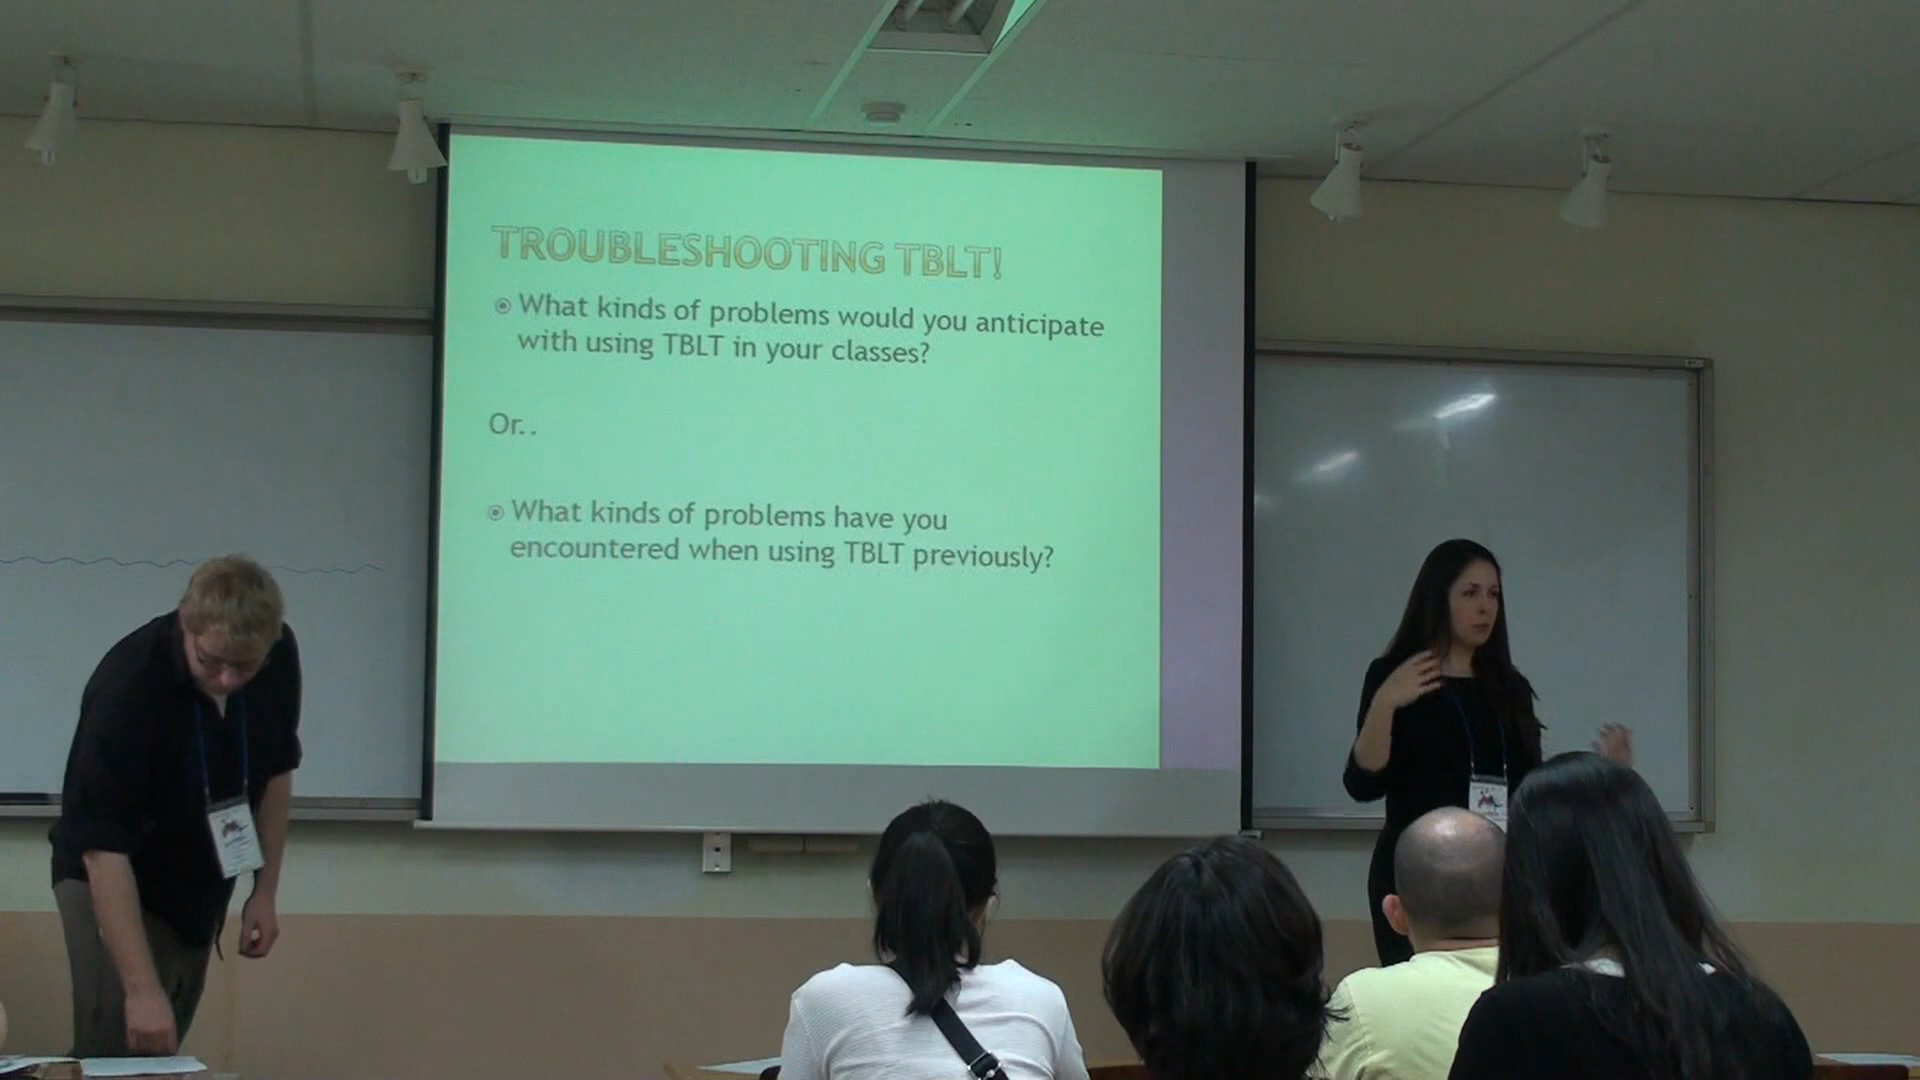 TROUBLESHOOTING TBLT!
What kinds of problems would you anticipate
with using TBLT in your classes?
Or..
What kinds of problems have you
encountered when using TBLT previously?